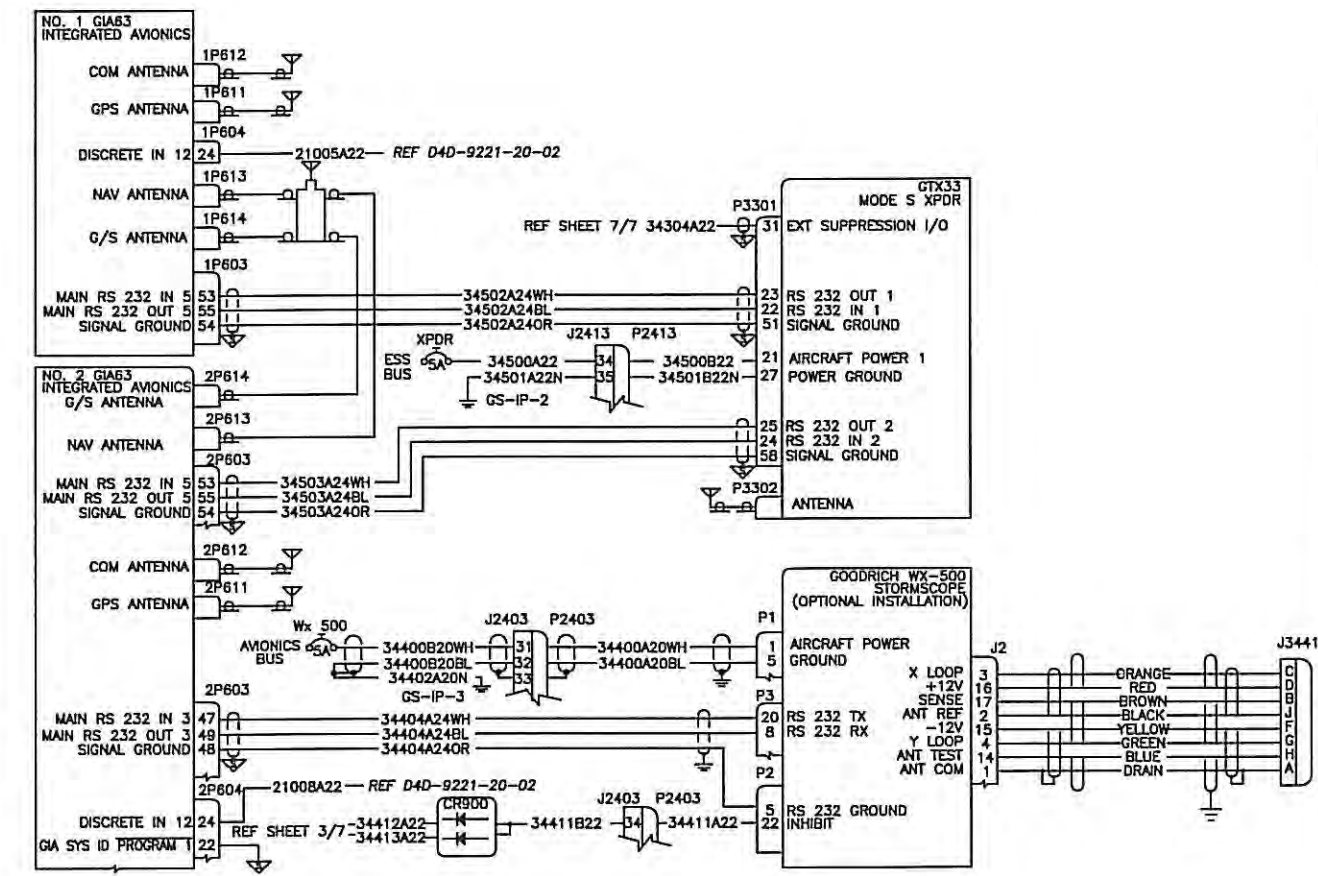 NO. 1 GIA63
INTEGRATED AVIONICS
1P612
COM ANTENNA
1P611
GPS ANTENNA
1P604
DISCRETE IN 12 24 21005A22 REF D4D-9221-20-02
1P613
NAV ANTENNA
1P614
G/S ANTENNA
1P603
MAIN RS 232 IN 5 53 34502A24WH
MAIN RS 232 OUT 5 55 34502A24BL
SIGNAL GROUND 54 34502A24OR
GTX33
MODE S XPDR
P3301
REF SHEET 7/7 34304A22 31 EXT SUPPRESSION I/O
23 RS 232 OUT 1
22 RS 232 IN 1
51 SIGNAL GROUND
XPDR
J2413 P2413
ESS BUS 5A 34500A22 34 34500B22 21 AIRCRAFT POWER 1
34501A22N 35 34501B22N 27 POWER GROUND
GS-IP-2
25 RS 232 OUT 2
24 RS 232 IN 2
58 SIGNAL GROUND
P3302
ANTENNA
NO. 2 GIA63
INTEGRATED AVIONICS
2P614
G/S ANTENNA
2P613
NAV ANTENNA
2P603
MAIN RS 232 IN 5 53 34503A24WH
MAIN RS 232 OUT 5 55 34503A24BL
SIGNAL GROUND 54 34503A24OR
2P612
COM ANTENNA
2P611
GPS ANTENNA
Wx 500
J2403 P2403
AVIONICS BUS 5A 34400B20WH 31 34400A20WH
34400B20BL 32 34400A20BL
34402A20N 33
GS-IP-3
GOODRICH WX-500
STORMSCOPE
(OPTIONAL INSTALLATION)
P1
1 AIRCRAFT POWER
5 GROUND
2P603
MAIN RS 232 IN 3 47 34404A24WH
MAIN RS 232 OUT 3 49 34404A24BL
SIGNAL GROUND 48 34404A24OR
P3
20 RS 232 TX
8 RS 232 RX
P2
5 RS 232 GROUND
22 INHIBIT
J2
J3441
X LOOP 3 ORANGE C
+12V 16 RED D
SENSE 17 BROWN B
ANT REF 2 BLACK J
-12V 15 YELLOW F
Y LOOP 4 GREEN G
ANT TEST 14 BLUE H
ANT COM 1 DRAIN A
2P604
DISCRETE IN 12 24 21008A22 REF D4D-9221-20-02
GIA SYS ID PROGRAM 1 22
CR900
J2403 P2403
REF SHEET 3/7 34412A22
34413A22
34411B22 34 34411A22